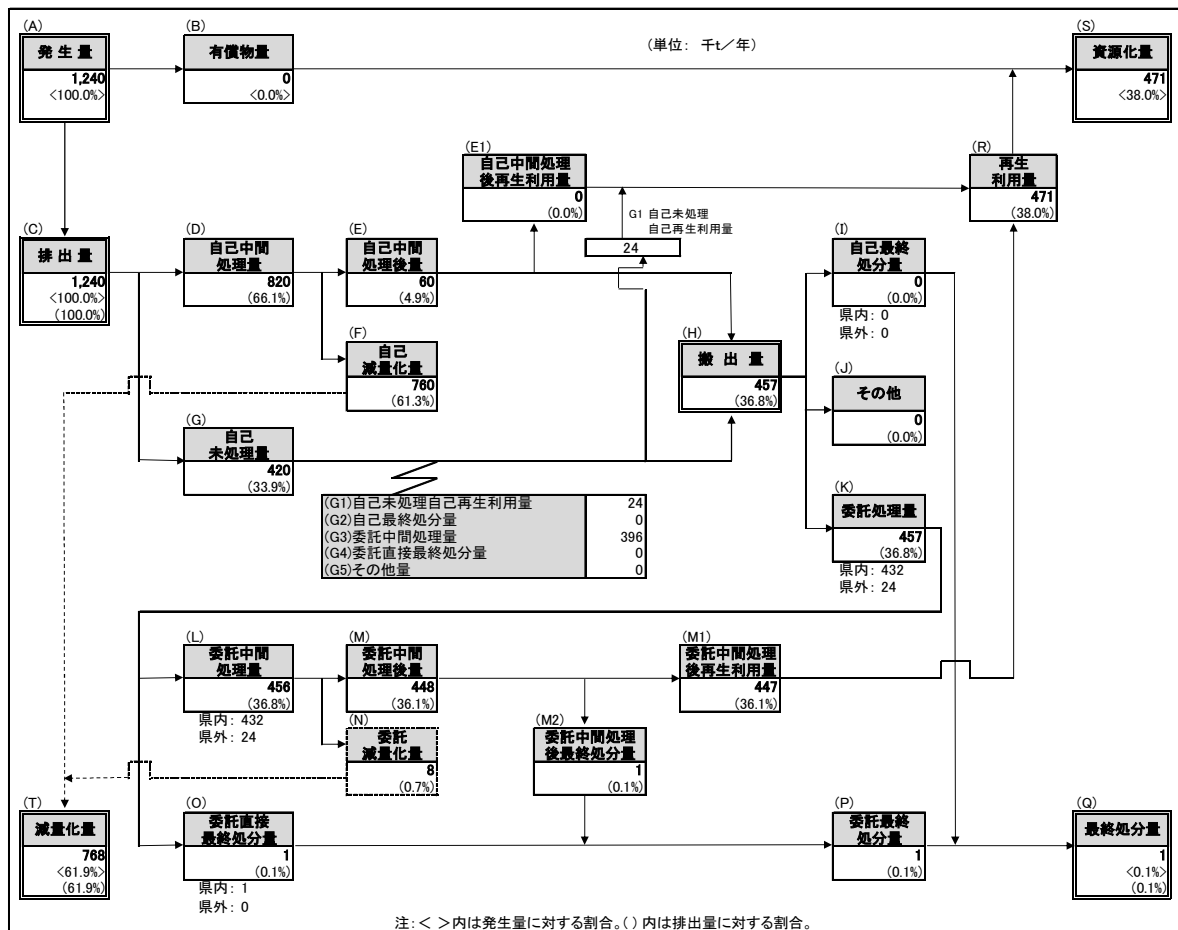 (A)
発 生 量
1,240
<100.0%>
(B)
有償物量
0
<0.0%>
(単位: 千t/年)
(S)
資源化量
471
<38.0%>
(E1)
自己中間処理
後再生利用量
0
(0.0%)
G1 自己未処理
自己再生利用量
24
(R)
再生
利用量
471
(38.0%)
(C)
排 出 量
1,240
<100.0%>
(100.0%)
(D)
自己中間
処理量
820
(66.1%)
(E)
自己中間
処理後量
60
(4.9%)
(F)
自己
減量化量
760
(61.3%)
(G)
自己
未処理量
420
(33.9%)
(G1)自己未処理自己再生利用量 24
(G2)自己最終処分量 0
(G3)委託中間処理量 396
(G4)委託直接最終処分量 0
(G5)その他量 0
(H)
搬 出 量
457
(36.8%)
(I)
自己最終
処分量
0
(0.0%)
県内: 0
県外: 0
(J)
その他
0
(0.0%)
(K)
委託処理量
457
(36.8%)
県内: 432
県外: 24
(L)
委託中間
処理量
456
(36.8%)
県内: 432
県外: 24
(M)
委託中間
処理後量
448
(36.1%)
(N)
委託
減量化量
8
(0.7%)
(M1)
委託中間処理
後再生利用量
447
(36.1%)
(M2)
委託中間処理
後最終処分量
1
(0.1%)
(T)
減量化量
768
<61.9%>
(61.9%)
(O)
委託直接
最終処分量
1
(0.1%)
県内: 1
県外: 0
(P)
委託最終
処分量
1
(0.1%)
(Q)
最終処分量
1
<0.1%>
(0.1%)
注:< >内は発生量に対する割合。( )内は排出量に対する割合。